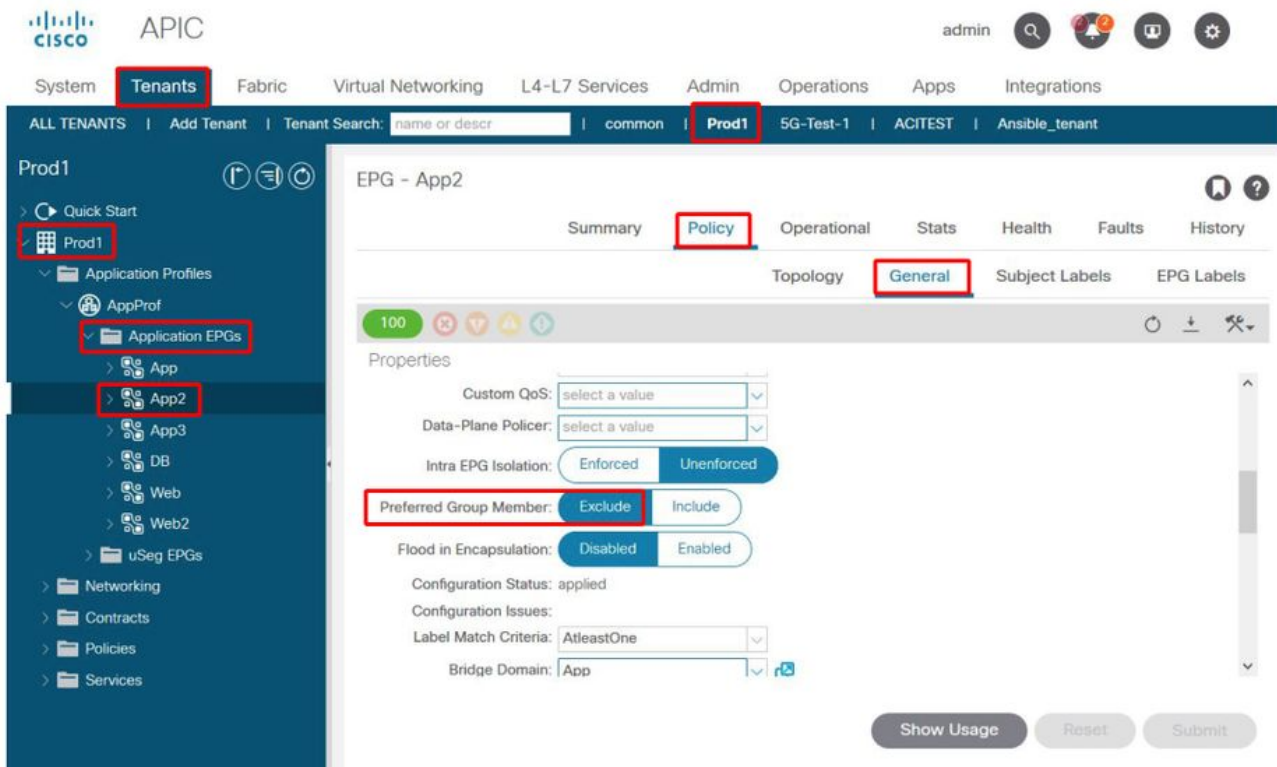 CISCO APIC admin 2
System Tenants Fabric Virtual Networking L4-L7 Services Admin Operations Apps Integrations
ALL TENANTS | Add Tenant | Tenant Search: name or descr | common | Prod1 5G-Test-1 | ACITEST | Ansible_tenant
Prod1
Quick Start
Prod1
Application Profiles
AppProf
Application EPGs
App
App2
App3
DB
Web
Web2
uSeg EPGs
Networking
Contracts
Policies
Services
EPG - App2
Summary Policy Operational Stats Health Faults History
Topology General Subject Labels EPG Labels
100
Properties
Custom QoS: select a value
Data-Plane Policer: select a value
Intra EPG Isolation: Enforced Unenforced
Preferred Group Member: Exclude Include
Flood in Encapsulation: Disabled Enabled
Configuration Status: applied
Configuration Issues:
Label Match Criteria: AtleastOne
Bridge Domain: App
Show Usage Reset Submit